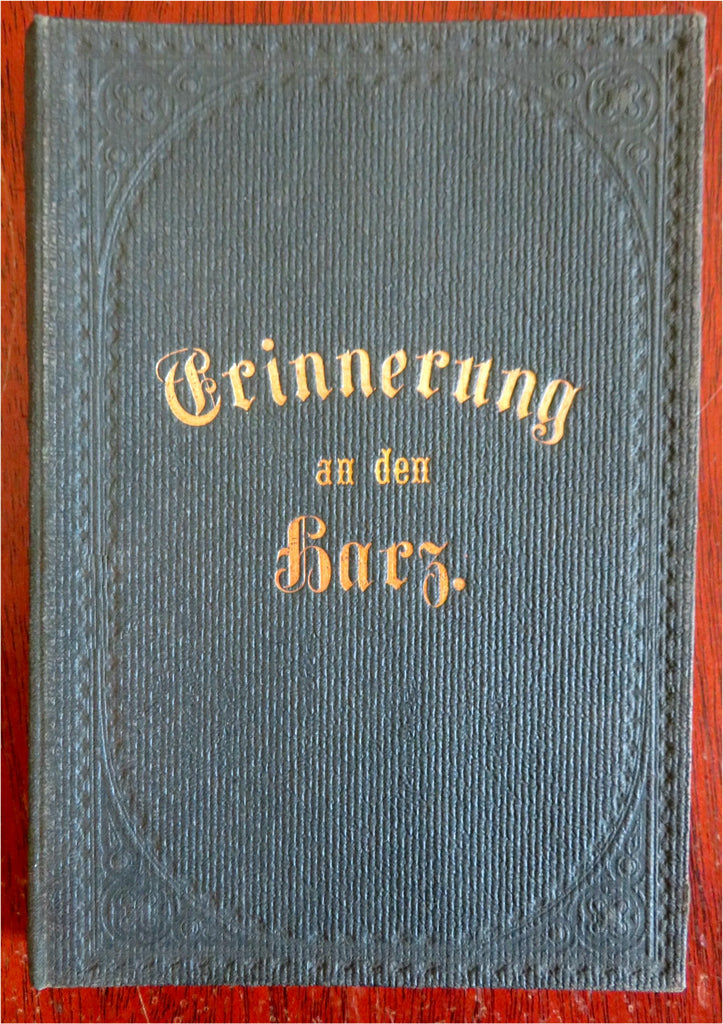 Erinnerung
an den
Harz.